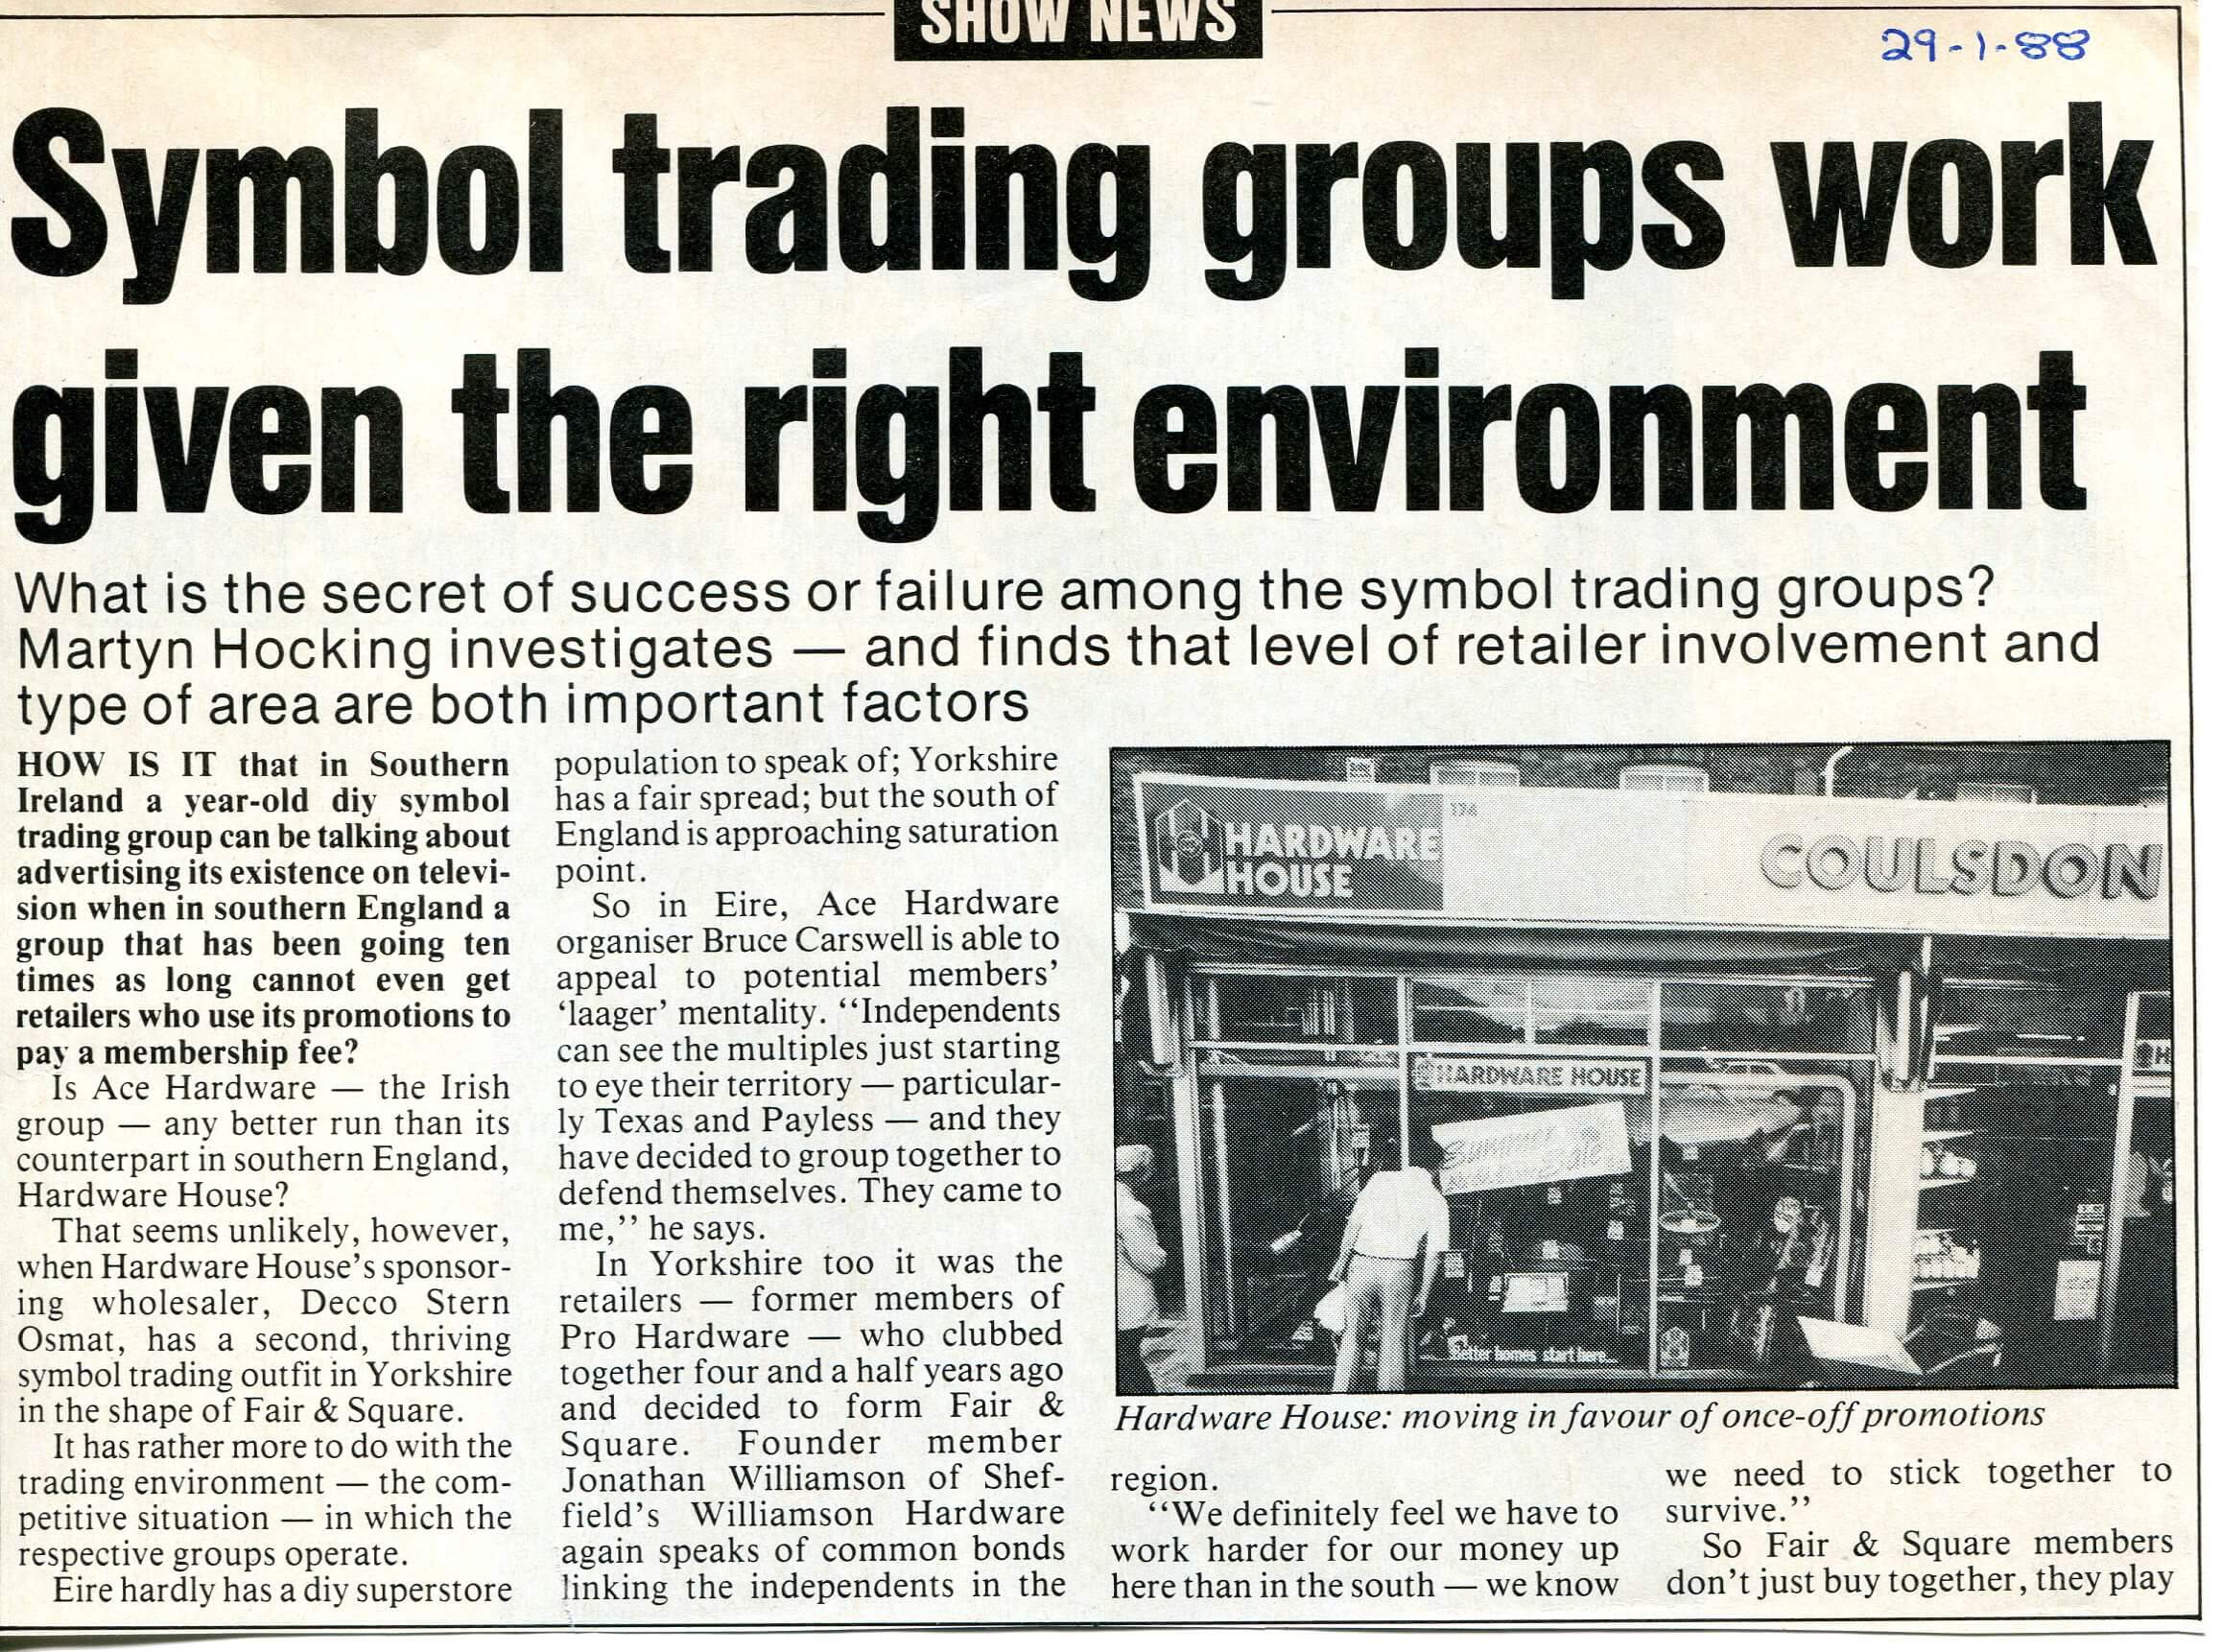 SHOW NEWS
29-1-88
Symbol trading groups work
given the right environment
What is the secret of success or failure among the symbol trading groups?
Martyn Hocking investigates — and finds that level of retailer involvement and
type of area are both important factors
HOW IS IT that in Southern
Ireland a year-old diy symbol
trading group can be talking about
advertising its existence on televi-
sion when in southern England a
group that has been going ten
times as long cannot even get
retailers who use its promotions to
pay a membership fee?
Is Ace Hardware — the Irish
group — any better run than its
counterpart in southern England,
Hardware House?
That seems unlikely, however,
when Hardware House's sponsor-
ing wholesaler, Decco Stern
Osmat, has a second, thriving
symbol trading outfit in Yorkshire
in the shape of Fair & Square.
It has rather more to do with the
trading environment — the com-
petitive situation — in which the
respective groups operate.
Eire hardly has a diy superstore
population to speak of; Yorkshire
has a fair spread; but the south of
England is approaching saturation
point.
So in Eire, Ace Hardware
organiser Bruce Carswell is able to
appeal to potential members'
'laager' mentality. "Independents
can see the multiples just starting
to eye their territory — particular-
ly Texas and Payless — and they
have decided to group together to
defend themselves. They came to
me," he says.
In Yorkshire too it was the
retailers — former members of
Pro Hardware — who clubbed
together four and a half years ago
and decided to form Fair &
Square. Founder member
Jonathan Williamson of Shef-
field's Williamson Hardware
again speaks of common bonds
linking the independents in the
HARDWARE
HOUSE
174
COULSDON
HARDWARE HOUSE
H
Summer
Sale
Better homes start here...
Hardware House: moving in favour of once-off promotions
region.
"We definitely feel we have to
work harder for our money up
here than in the south — we know
we need to stick together to
survive."
So Fair & Square members
don't just buy together, they play